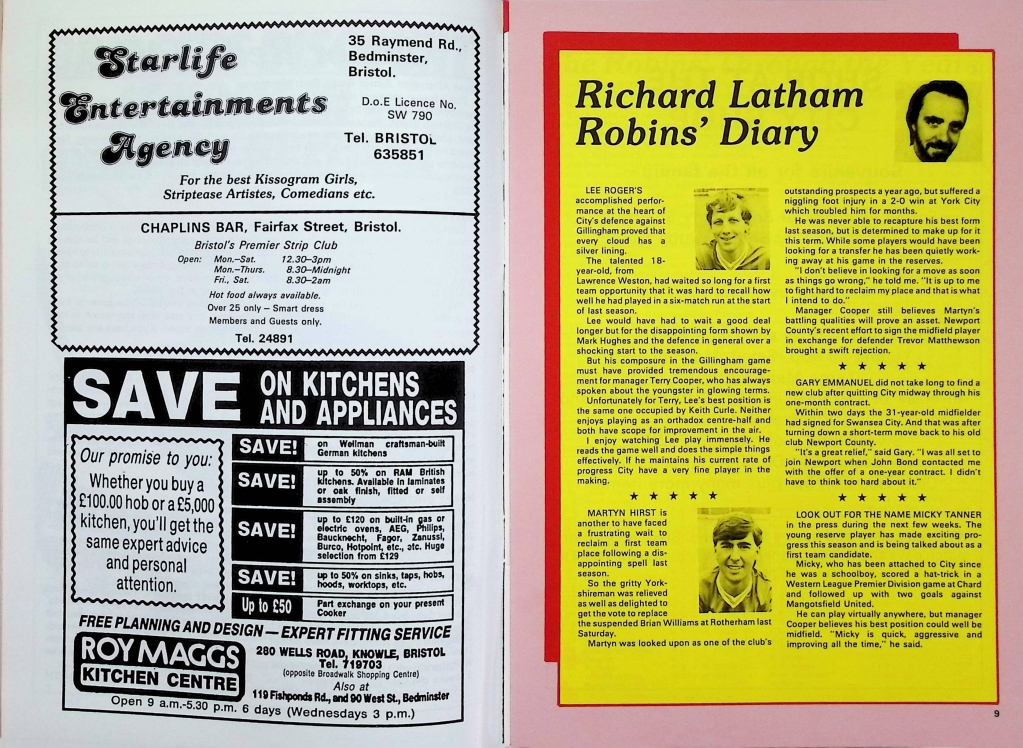 Starlife
Entertainments
Agency
35 Raymend Rd.,
Bedminster,
Bristol.
D.o.E Licence No.
SW 790
Tel. BRISTOL
635851
For the best Kissogram Girls,
Striptease Artistes, Comedians etc.
CHAPLINS BAR, Fairfax Street, Bristol.
Bristol's Premier Strip Club
Open: Mon.–Sat. 12.30–3pm
Mon.–Thurs. 8.30–Midnight
Fri., Sat. 8.30–2am
Hot food always available.
Over 25 only – Smart dress
Members and Guests only.
Tel. 24891
SAVE ON KITCHENS
AND APPLIANCES
Our promise to you:
Whether you buy a
£100.00 hob or a £5,000
kitchen, you'll get the
same expert advice
and personal
attention.
SAVE! on Wellman craftsman-built
German kitchens
SAVE! up to 50% on RAM British
kitchens. Available in laminates
or oak finish, fitted or self
assembly
SAVE! up to £120 on built-in gas or
electric ovens, AEG, Philips,
Baucknecht, Fagor, Zanussi,
Burco, Hotpoint, etc., etc. Huge
selection from £129
SAVE! up to 50% on sinks, taps, hobs,
hoods, worktops, etc.
Up to £50 Part exchange on your present
Cooker
FREE PLANNING AND DESIGN — EXPERT FITTING SERVICE
ROY MAGGS
KITCHEN CENTRE
280 WELLS ROAD, KNOWLE, BRISTOL
Tel. 719703
(opposite Broadwalk Shopping Centre)
Also at
119 Fishponds Rd., and 90 West St., Bedminster
Open 9 a.m.-5.30 p.m. 6 days (Wednesdays 3 p.m.)
Richard Latham
Robins' Diary
LEE ROGER'S
accomplished perfor-
mance at the heart of
City's defence against
Gillingham proved that
every cloud has a
silver lining.
The talented 18-
year-old, from
Lawrence Weston, had waited so long for a first
team opportunity that it was hard to recall how
well he had played in a six-match run at the start
of last season.
Lee would have had to wait a good deal
longer but for the disappointing form shown by
Mark Hughes and the defence in general over a
shocking start to the season.
But his composure in the Gillingham game
must have provided tremendous encourage-
ment for manager Terry Cooper, who has always
spoken about the youngster in glowing terms.
Unfortunately for Terry, Lee's best position is
the same one occupied by Keith Curle. Neither
enjoys playing as an orthadox centre-half and
both have scope for improvement in the air.
I enjoy watching Lee play immensely. He
reads the game well and does the simple things
effectively. If he maintains his current rate of
progress City have a very fine player in the
making.
★ ★ ★ ★ ★
MARTYN HIRST is
another to have faced
a frustrating wait to
reclaim a first team
place following a dis-
appointing spell last
season.
So the gritty York-
shireman was relieved
as well as delighted to
get the vote to replace
the suspended Brian Williams at Rotherham last
Saturday.
Martyn was looked upon as one of the club's
outstanding prospects a year ago, but suffered a
niggling foot injury in a 2-0 win at York City
which troubled him for months.
He was never able to recapture his best form
last season, but is determined to make up for it
this term. While some players would have been
looking for a transfer he has been quietly work-
ing away at his game in the reserves.
"I don't believe in looking for a move as soon
as things go wrong," he told me. "It is up to me
to fight hard to reclaim my place and that is what
I intend to do."
Manager Cooper still believes Martyn's
battling qualities will prove an asset. Newport
County's recent effort to sign the midfield player
in exchange for defender Trevor Matthewson
brought a swift rejection.
★ ★ ★ ★ ★
GARY EMMANUEL did not take long to find a
new club after quitting City midway through his
one-month contract.
Within two days the 31-year-old midfielder
had signed for Swansea City. And that was after
turning down a short-term move back to his old
club Newport County.
"It's a great relief," said Gary. "I was all set to
join Newport when John Bond contacted me
with the offer of a one-year contract. I didn't
have to think too hard about it."
★ ★ ★ ★ ★
LOOK OUT FOR THE NAME MICKY TANNER
in the press during the next few weeks. The
young reserve player has made exciting pro-
gress this season and is being talked about as a
first team candidate.
Micky, who has been attached to City since
he was a schoolboy, scored a hat-trick in a
Western League Premier Division game at Chard
and followed up with two goals against
Mangotsfield United.
He can play virtually anywhere, but manager
Cooper believes his best position could well be
midfield. "Micky is quick, aggressive and
improving all the time," he said.
9